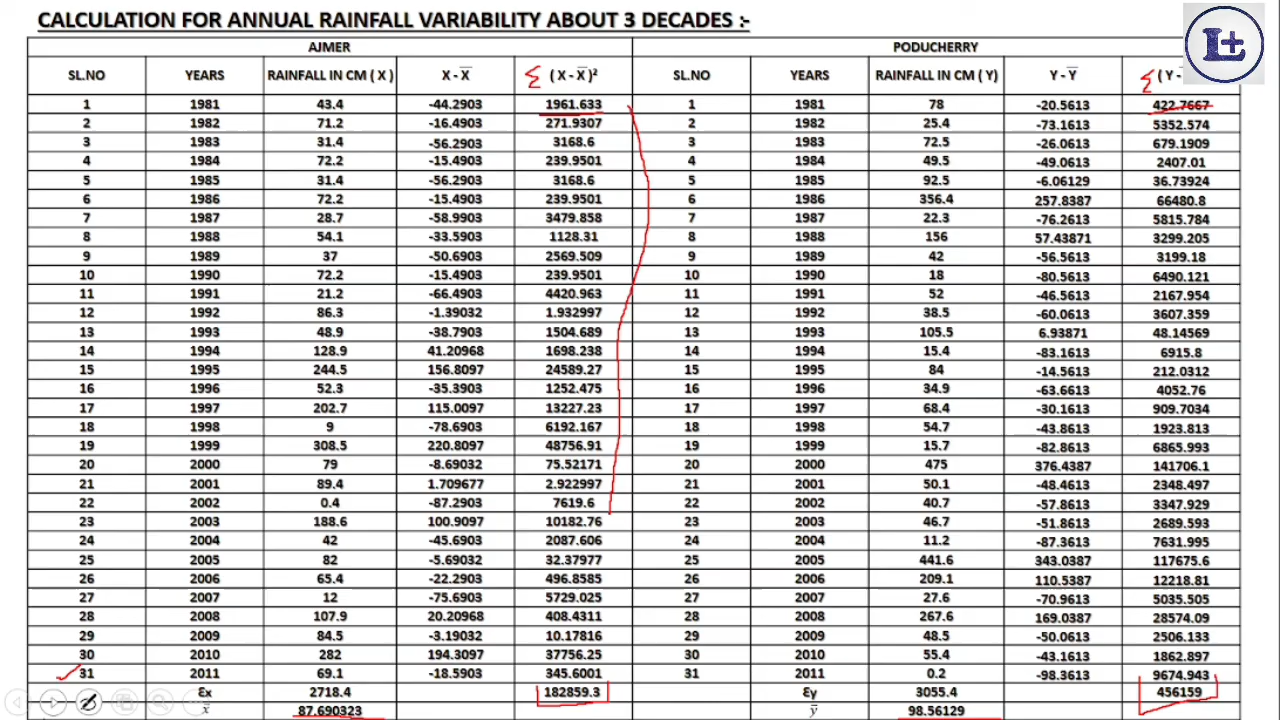 CALCULATION FOR ANNUAL RAINFALL VARIABILITY ABOUT 3 DECADES :-
Lt
AJMER PODUCHERRY
SL.NO YEARS RAINFALL IN CM ( X ) X - X̅ Σ ( X - X̅ )² SL.NO YEARS RAINFALL IN CM ( Y) Y - Y̅ Σ ( Y -
1 1981 43.4 -44.2903 1961.633 1 1981 78 -20.5613 422.7667
2 1982 71.2 -16.4903 271.9307 2 1982 25.4 -73.1613 5352.574
3 1983 31.4 -56.2903 3168.6 3 1983 72.5 -26.0613 679.1909
4 1984 72.2 -15.4903 239.9501 4 1984 49.5 -49.0613 2407.01
5 1985 31.4 -56.2903 3168.6 5 1985 92.5 -6.06129 36.73924
6 1986 72.2 -15.4903 239.9501 6 1986 356.4 257.8387 66480.8
7 1987 28.7 -58.9903 3479.858 7 1987 22.3 -76.2613 5815.784
8 1988 54.1 -33.5903 1128.31 8 1988 156 57.43871 3299.205
9 1989 37 -50.6903 2569.509 9 1989 42 -56.5613 3199.18
10 1990 72.2 -15.4903 239.9501 10 1990 18 -80.5613 6490.121
11 1991 21.2 -66.4903 4420.963 11 1991 52 -46.5613 2167.954
12 1992 86.3 -1.39032 1.932997 12 1992 38.5 -60.0613 3607.359
13 1993 48.9 -38.7903 1504.689 13 1993 105.5 6.93871 48.14569
14 1994 128.9 41.20968 1698.238 14 1994 15.4 -83.1613 6915.8
15 1995 244.5 156.8097 24589.27 15 1995 84 -14.5613 212.0312
16 1996 52.3 -35.3903 1252.475 16 1996 34.9 -63.6613 4052.76
17 1997 202.7 115.0097 13227.23 17 1997 68.4 -30.1613 909.7034
18 1998 9 -78.6903 6192.167 18 1998 54.7 -43.8613 1923.813
19 1999 308.5 220.8097 48756.91 19 1999 15.7 -82.8613 6865.993
20 2000 79 -8.69032 75.52171 20 2000 475 376.4387 141706.1
21 2001 89.4 1.709677 2.922997 21 2001 50.1 -48.4613 2348.497
22 2002 0.4 -87.2903 7619.6 22 2002 40.7 -57.8613 3347.929
23 2003 188.6 100.9097 10182.76 23 2003 46.7 -51.8613 2689.593
24 2004 42 -45.6903 2087.606 24 2004 11.2 -87.3613 7631.995
25 2005 82 -5.69032 32.37977 25 2005 441.6 343.0387 117675.6
26 2006 65.4 -22.2903 496.8585 26 2006 209.1 110.5387 12218.81
27 2007 12 -75.6903 5729.025 27 2007 27.6 -70.9613 5035.505
28 2008 107.9 20.20968 408.4311 28 2008 267.6 169.0387 28574.09
29 2009 84.5 -3.19032 10.17816 29 2009 48.5 -50.0613 2506.133
30 2010 282 194.3097 37756.25 30 2010 55.4 -43.1613 1862.897
31 2011 69.1 -18.5903 345.6001 31 2011 0.2 -98.3613 9674.943
Ɛx 2718.4 182859.3 Ɛy 3055.4 456159
x̅ 87.690323 y̅ 98.56129